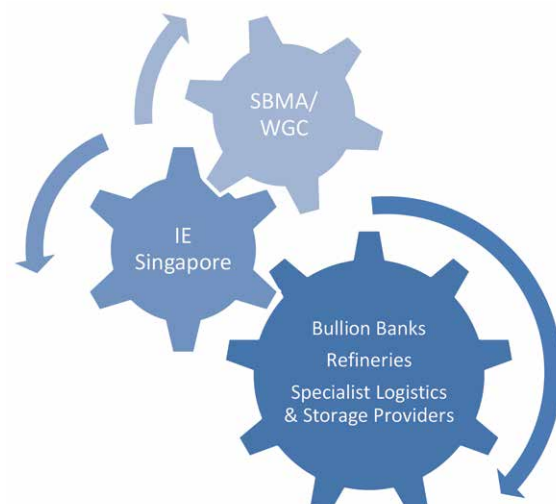 SBMA/
WGC
IE
Singapore
Bullion Banks
Refineries
Specialist Logistics
& Storage Providers